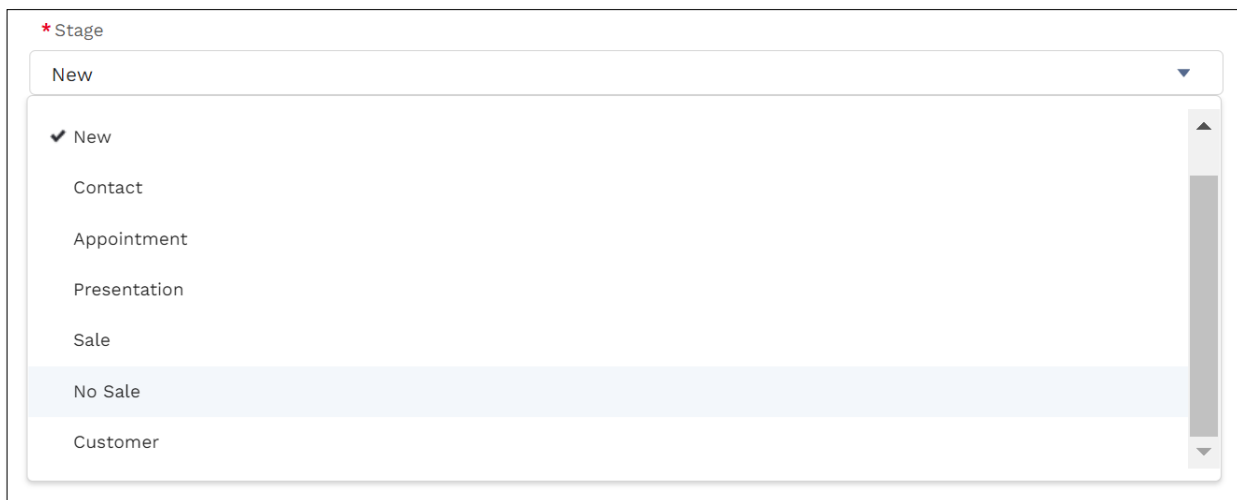 * Stage
New
New
Contact
Appointment
Presentation
Sale
No Sale
Customer